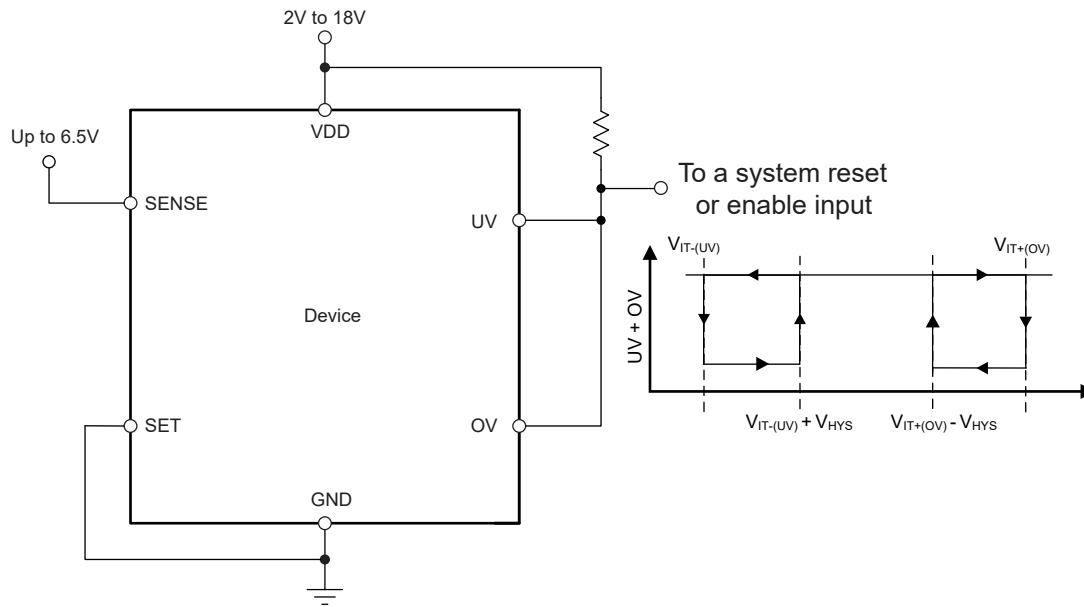 2V to 18V
Up to 6.5V
VDD
SENSE
UV
To a system reset
or enable input
Device
V_IT-(UV)
V_IT+(OV)
UV + OV
SET
OV
V_IT-(UV) + V_HYS
V_IT+(OV) - V_HYS
GND